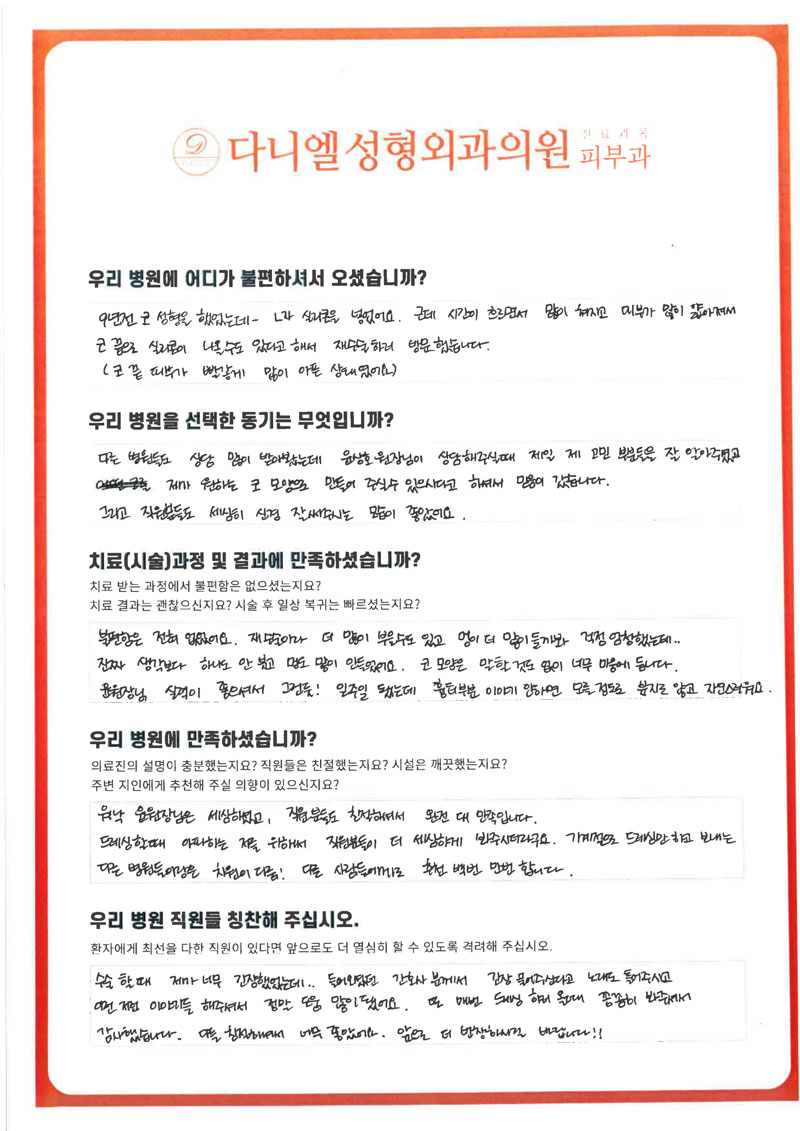 다니엘성형외과의원 진료과목 피부과
우리 병원에 어디가 불편하셔서 오셨습니까?
9년전 코 성형을 했었는데~ L자 실리콘을 넣었어요. 근데 시간이 흐르면서 많이 쳐지고 피부가 많이 얇아져서
코 끝으로 실리콘이 나올수도 있다고 해서 재수술하러 방문했습니다.
(코 끝 피부가 빨갛게 많이 아픈 상태였어요)
우리 병원을 선택한 동기는 무엇입니까?
다른 병원들도 상담 많이 받아봤는데 윤상호 원장님이 상담해주실때 제일 제 고민 부분들을 잘 알아주셨고
제가 원하는 코 모양으로 만들어 주실수 있으시다고 하셔서 믿음이 갔습니다.
그리고 직원분들도 세심히 신경 잘써주시는 모습이 좋았어요.
치료(시술)과정 및 결과에 만족하셨습니까?
치료 받는 과정에서 불편함은 없으셨는지요?
치료 결과는 괜찮으신지요? 시술 후 일상 복귀는 빠르셨는지요?
불편함은 전혀 없었어요. 재수술이라 더 많이 부을수도 있고 멍이 더 많이들까봐 걱정 엄청했는데..
진짜 생각보다 하나도 안 붓고 멍도 많이 안들었어요. 코 모양은 말할 것도 없이 너무 마음에 듭니다.
윤원장님 실력이 좋으셔서 그런듯! 일주일 됐는데 흉터부분 이야기 안하면 모를 정도로 붓지도 않고 자연스러워요.
우리 병원에 만족하셨습니까?
의료진의 설명이 충분했는지요? 직원들은 친절했는지요? 시설은 깨끗했는지요?
주변 지인에게 추천해 주실 의향이 있으신지요?
워낙 윤원장님은 세심하셨고, 직원분들도 친절하셔서 완전 대 만족입니다.
드레싱할때 아파하는 저를 위해서 직원분들이 더 세심하게 봐주시더라구요. 기계적으로 드레싱만 하고 보내는
다른 병원들이랑은 차원이 다름! 다른 사람들에게도 추천 백번 만번 합니다.
우리 병원 직원들 칭찬해 주십시오.
환자에게 최선을 다한 직원이 있다면 앞으로도 더 열심히 할 수 있도록 격려해 주십시오.
수술 할때 제가 너무 긴장했었는데.. 들어오셨던 간호사 분께서 긴장 풀어주신다고 노래도 틀어주시고
이런 저런 이야기들 해주셔서 정말 도움 많이 됐어요. 또 매번 드레싱 하러 올때 꼼꼼히 봐주셔서
감사했습니다. 다들 친절하셔서 너무 좋았어요. 앞으로 더 번창하시길 바랍니다!!